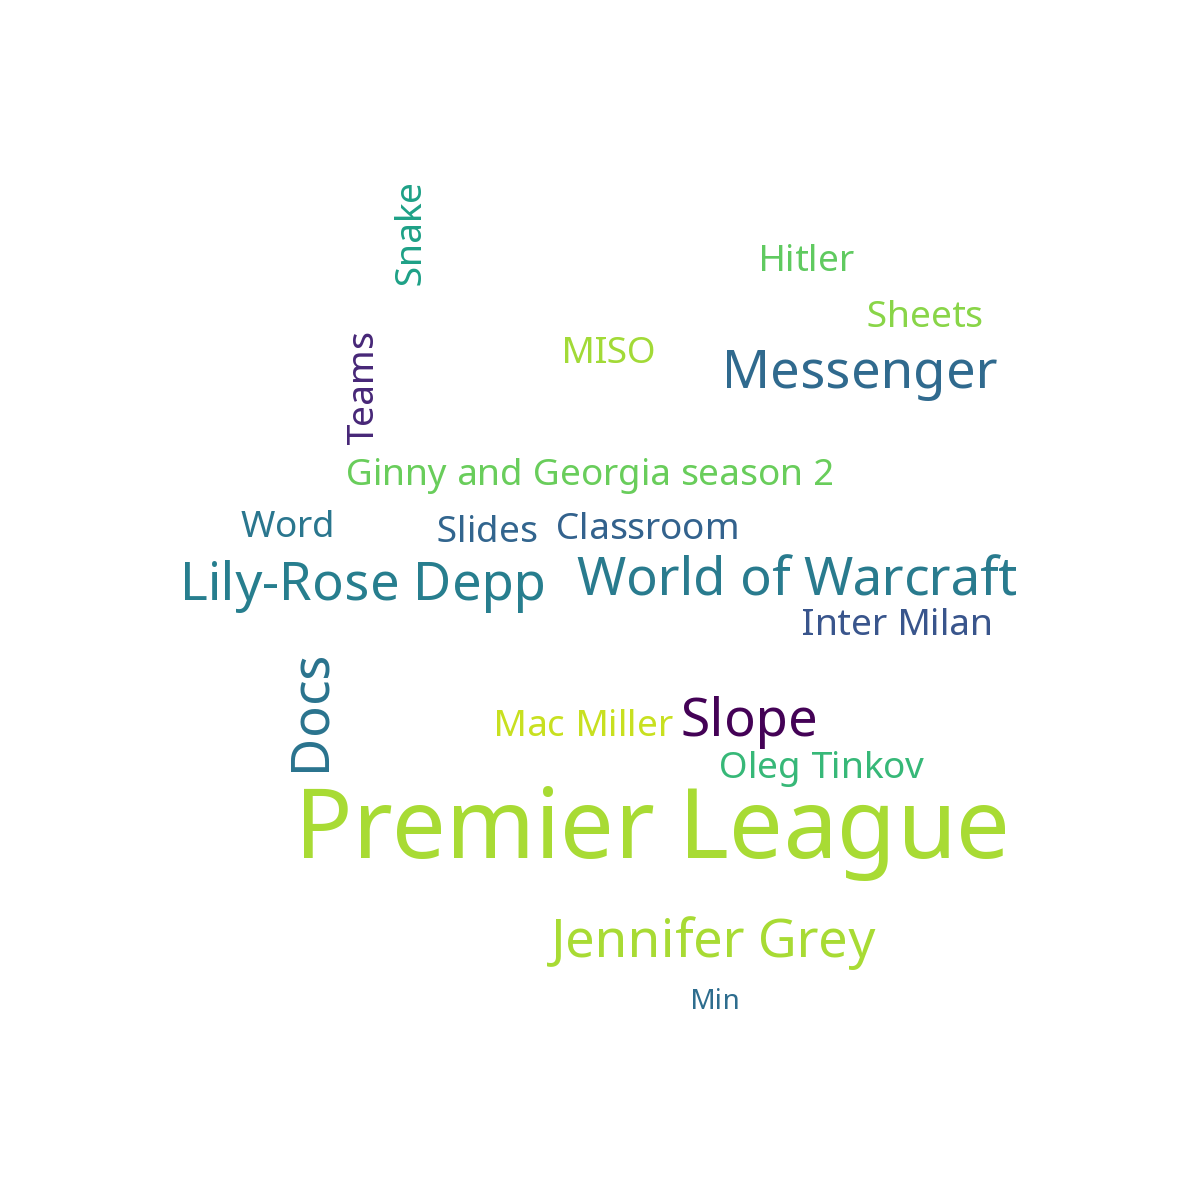 Snake
Hitler
Sheets
MISO
Teams
Messenger
Ginny and Georgia season 2
Word
Slides
Classroom
Lily-Rose Depp
World of Warcraft
Inter Milan
Docs
Mac Miller
Slope
Oleg Tinkov
Premier League
Jennifer Grey
Min